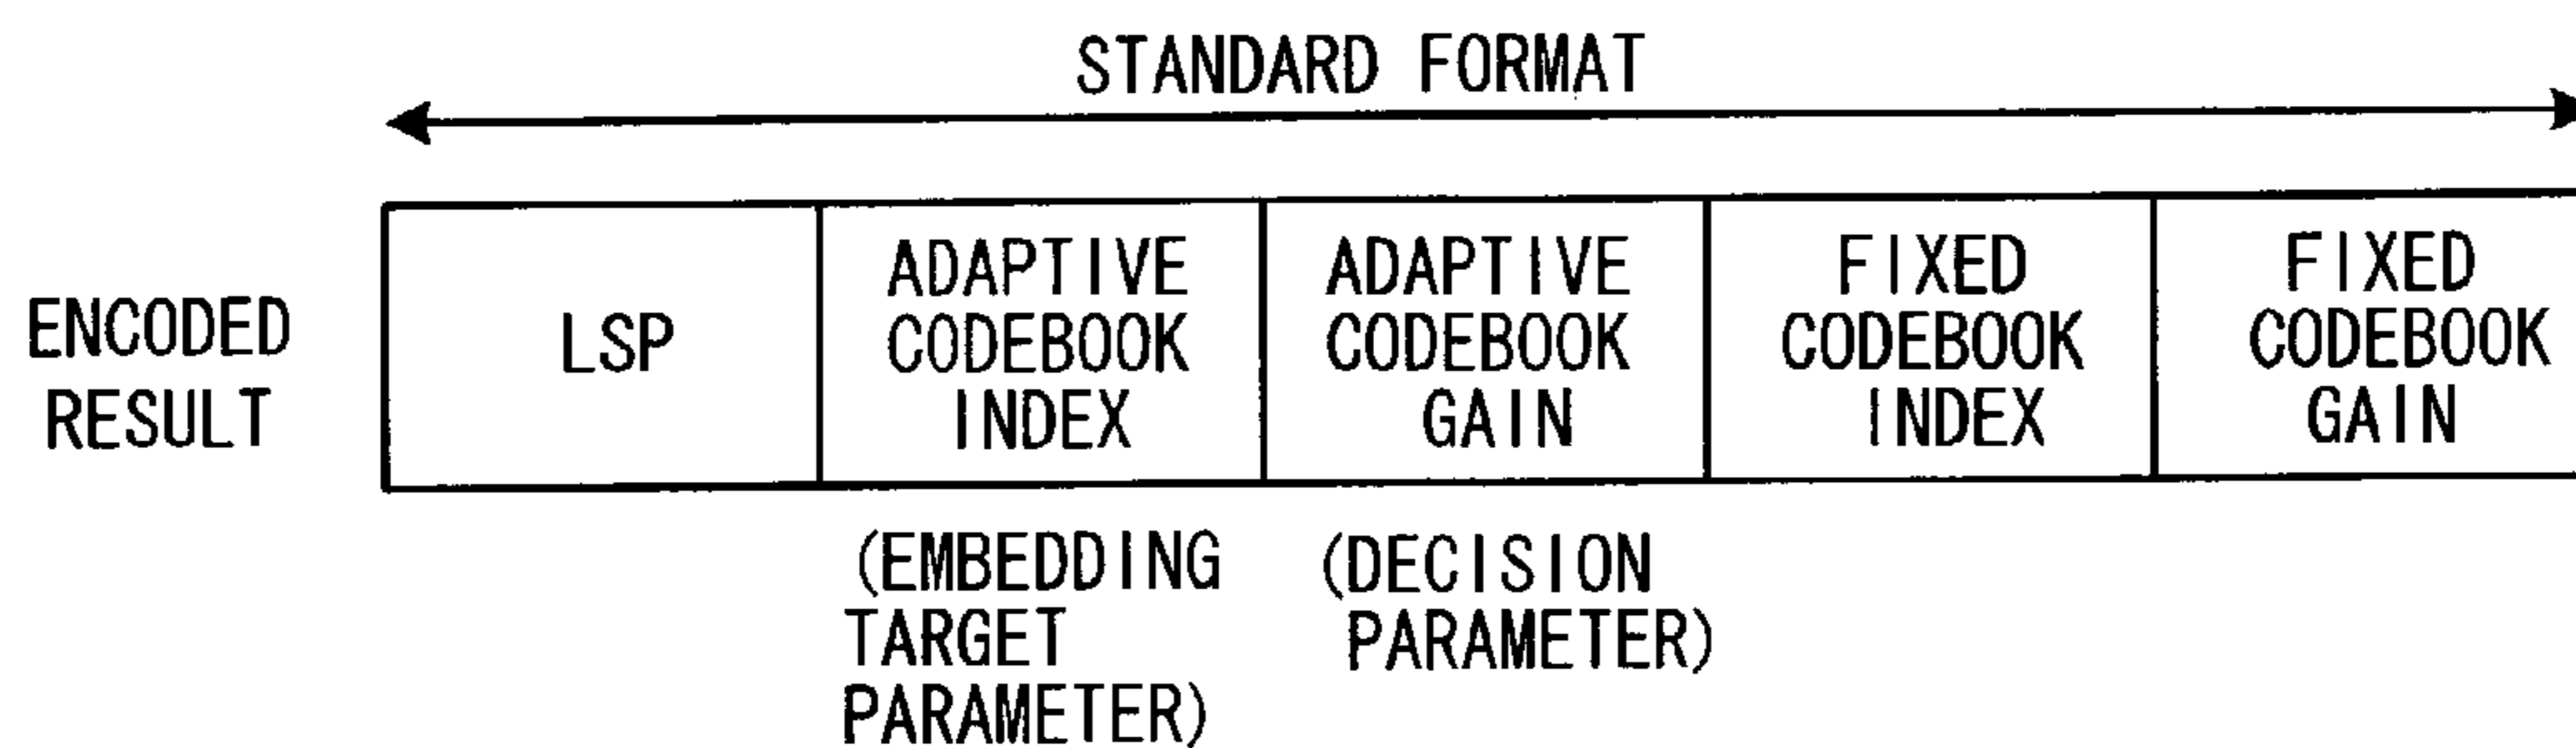 STANDARD FORMAT
ENCODED
RESULT
LSP
ADAPTIVE
CODEBOOK
INDEX
ADAPTIVE
CODEBOOK
GAIN
FIXED
CODEBOOK
INDEX
FIXED
CODEBOOK
GAIN
(EMBEDDING
TARGET
PARAMETER)
(DECISION
PARAMETER)